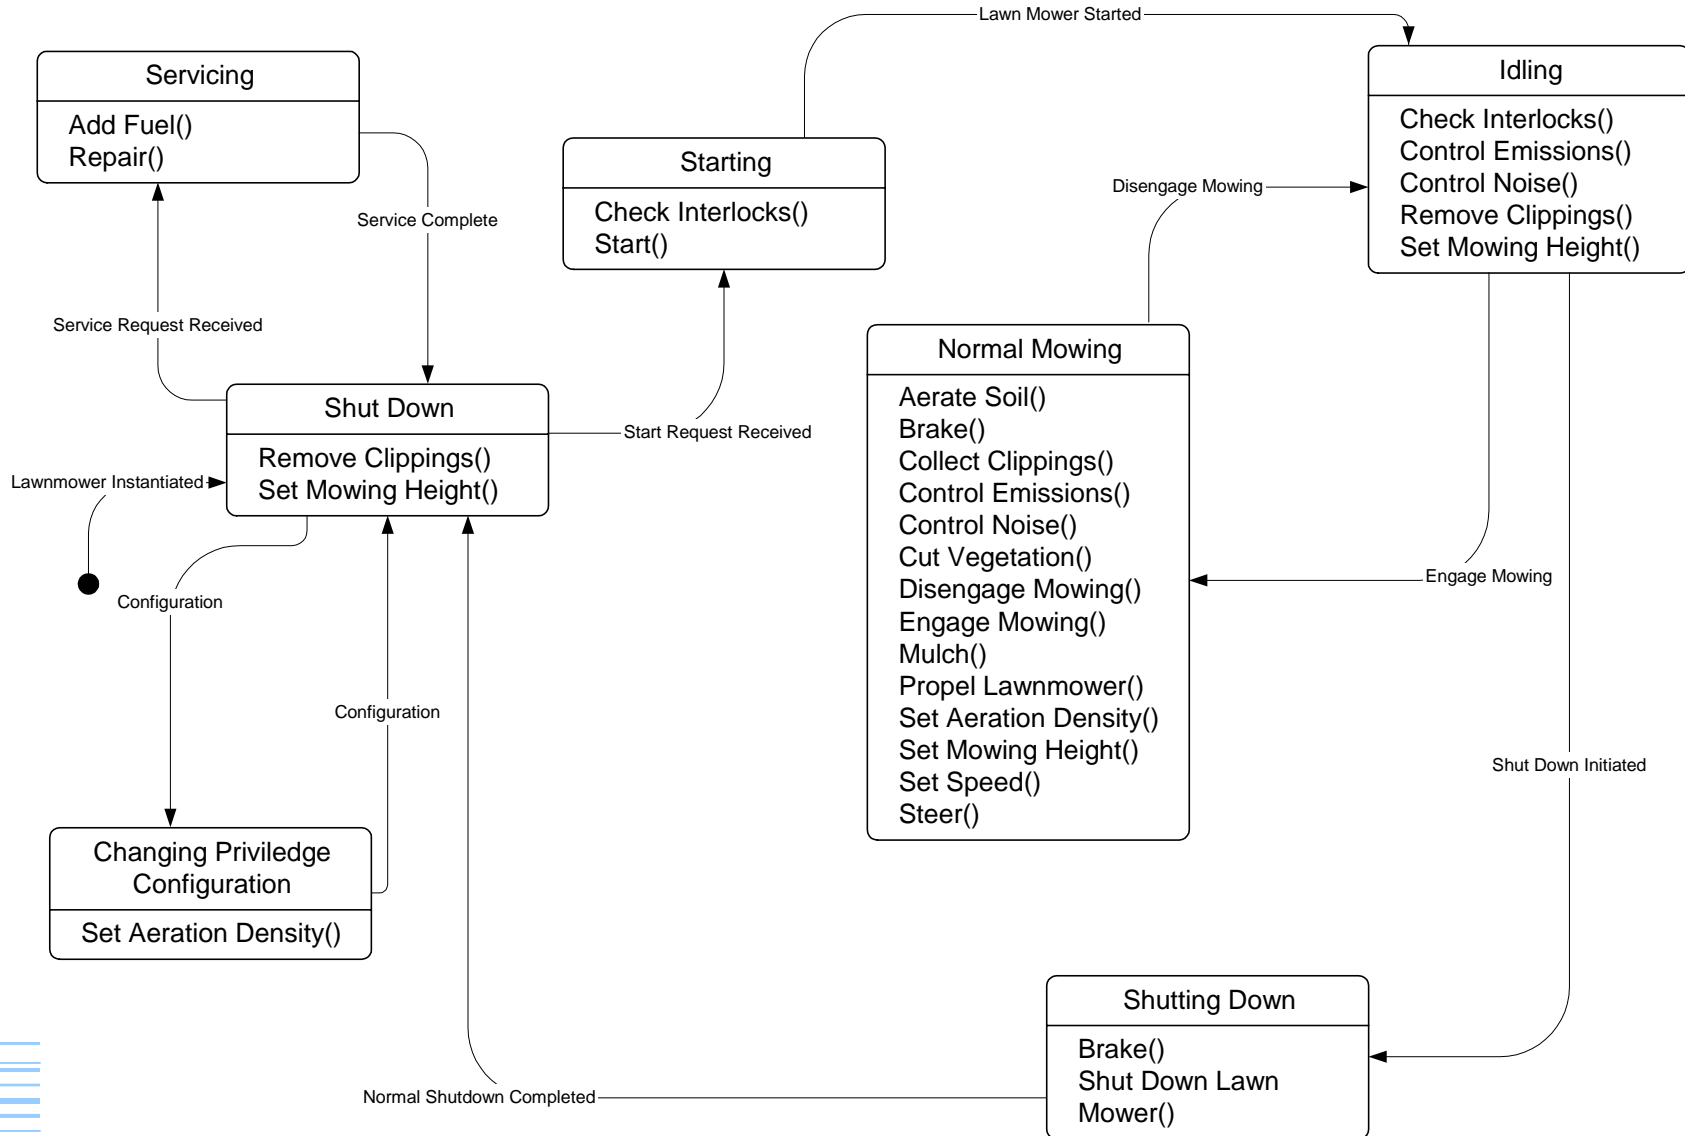 Lawn Mower Started
Servicing
Add Fuel()
Repair()
Idling
Check Interlocks()
Control Emissions()
Control Noise()
Remove Clippings()
Set Mowing Height()
Starting
Check Interlocks()
Start()
Disengage Mowing
Service Complete
Service Request Received
Normal Mowing
Aerate Soil()
Brake()
Collect Clippings()
Control Emissions()
Control Noise()
Cut Vegetation()
Disengage Mowing()
Engage Mowing()
Mulch()
Propel Lawnmower()
Set Aeration Density()
Set Mowing Height()
Set Speed()
Steer()
Shut Down
Remove Clippings()
Set Mowing Height()
Start Request Received
Lawnmower Instantiated
Engage Mowing
Configuration
Configuration
Shut Down Initiated
Changing Priviledge
Configuration
Set Aeration Density()
Shutting Down
Brake()
Shut Down Lawn
Mower()
Normal Shutdown Completed